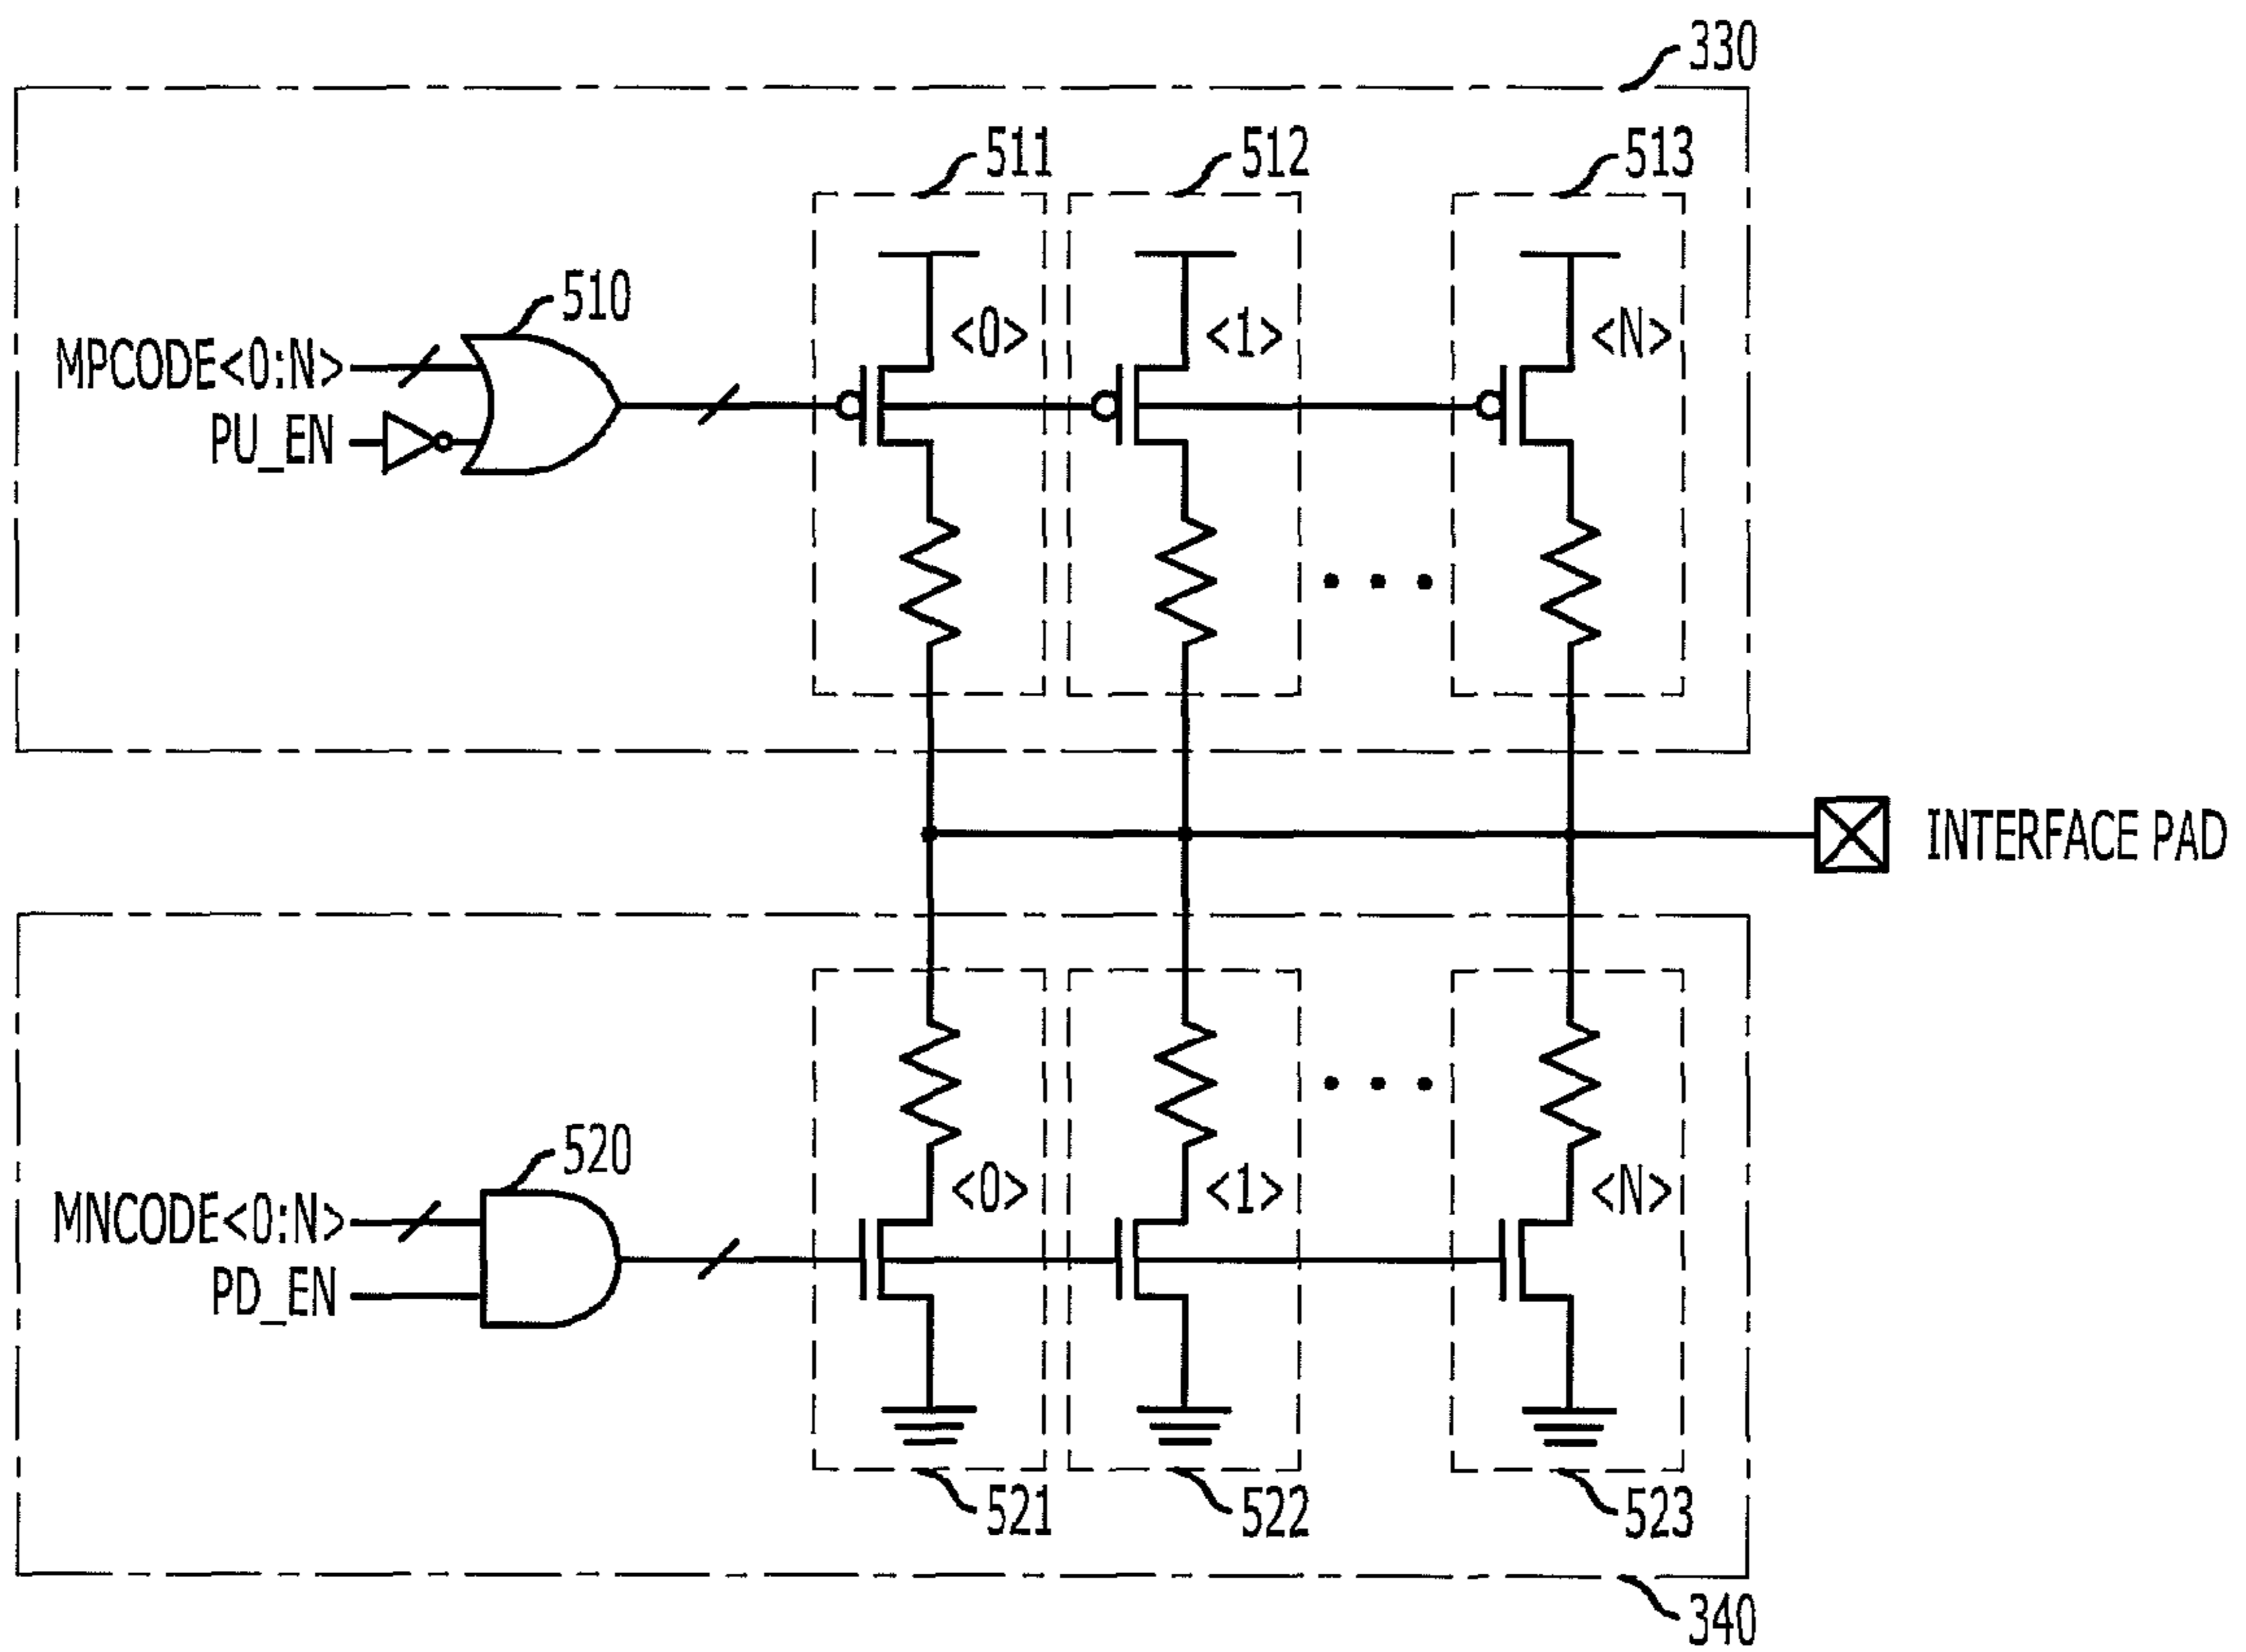 330
511
512
513
510
<0>
<1>
<N>
MPCODE<0:N>
PU_EN
INTERFACE PAD
520
<0>
<1>
<N>
MNCODE<0:N>
PD_EN
521
522
523
340